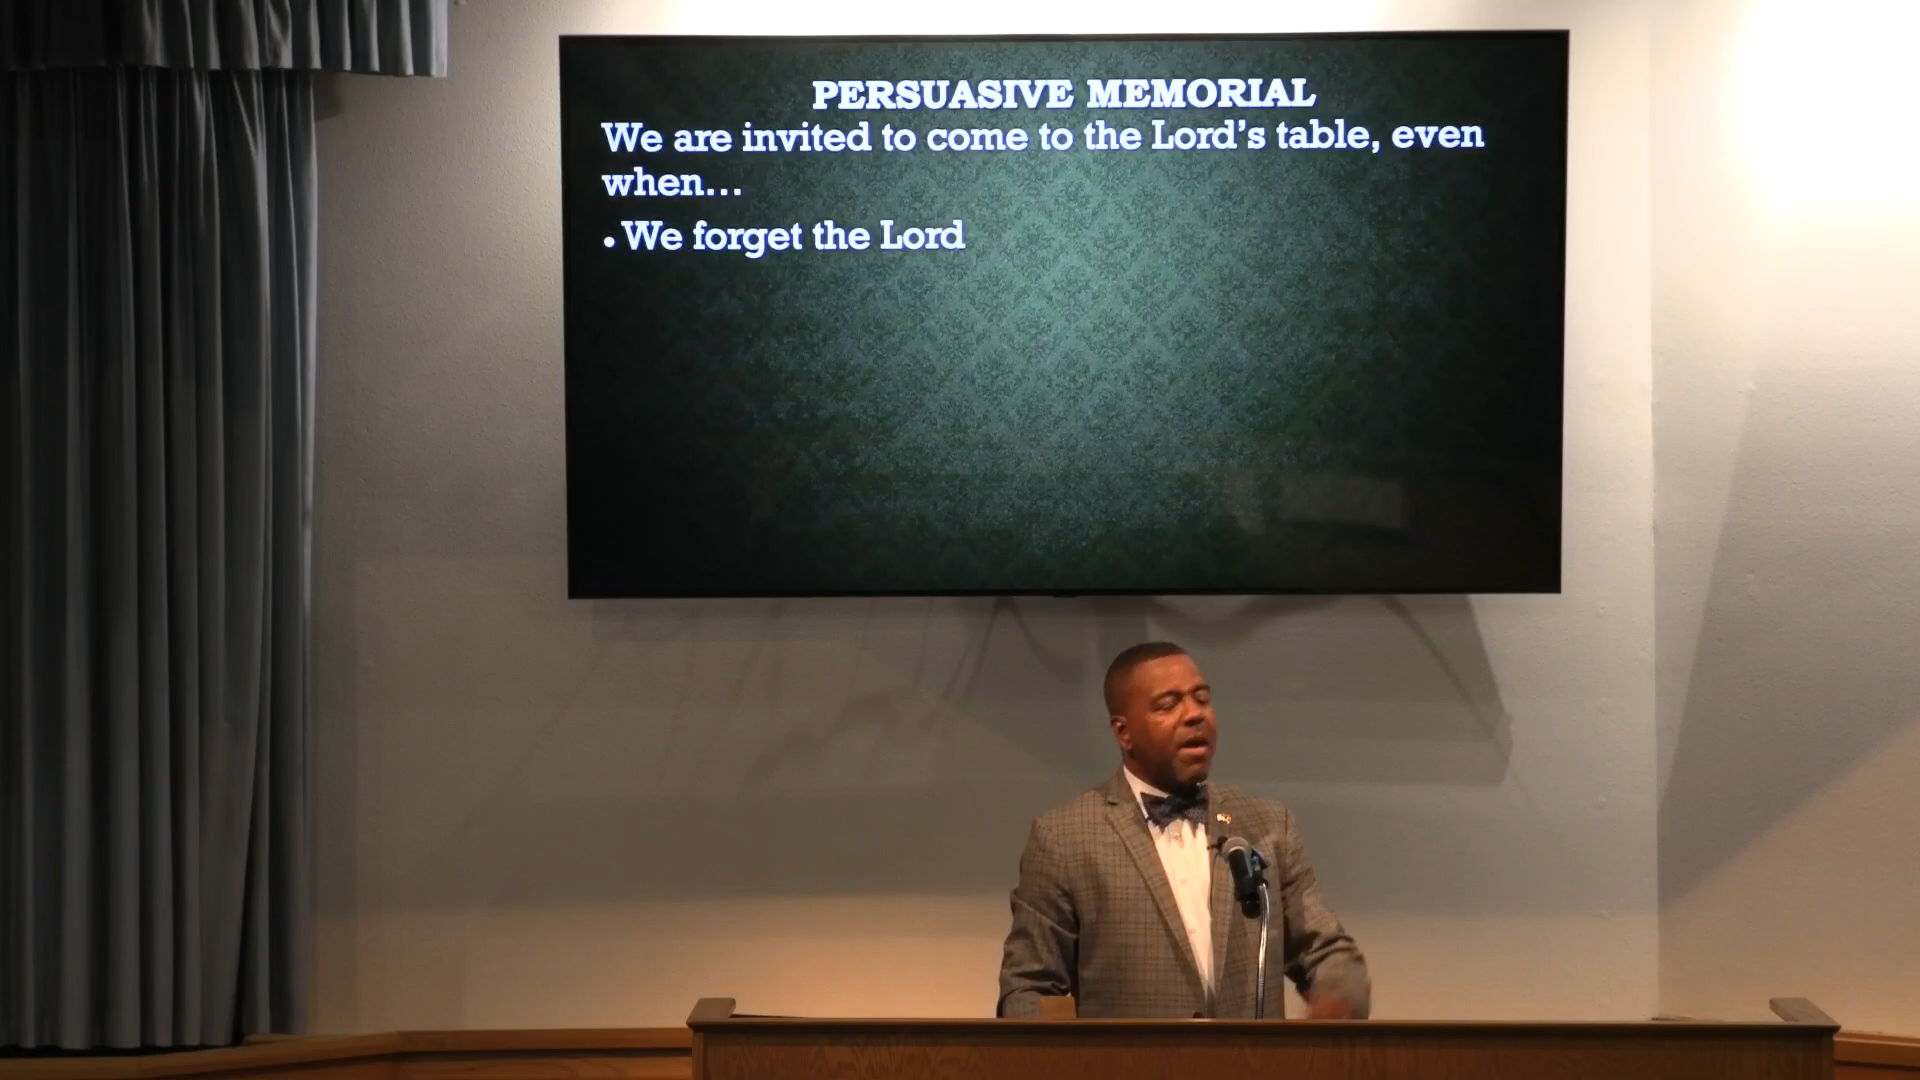 PERSUASIVE MEMORIAL
We are invited to come to the Lord’s table, even
when...
• We forget the Lord